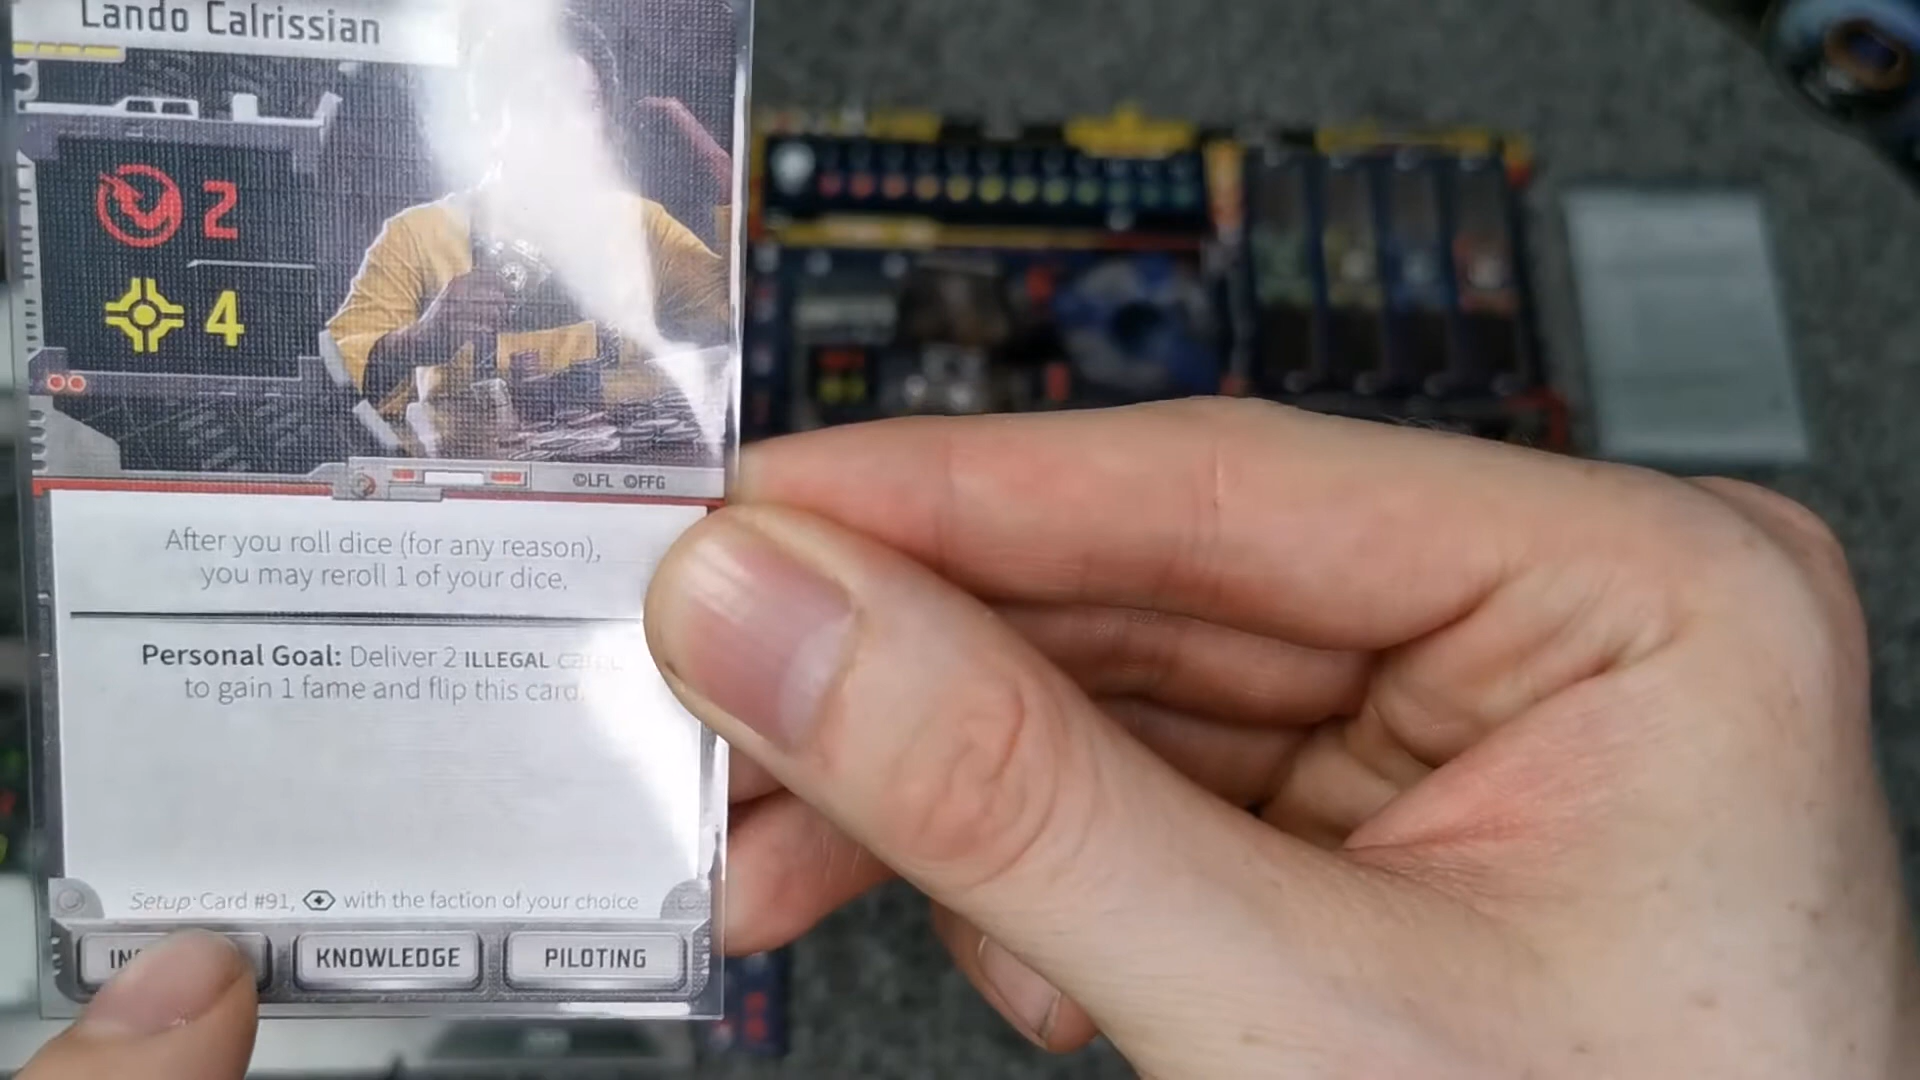 Lando Calrissian
2
4
©LFL ©FFG
After you roll dice (for any reason),
you may reroll 1 of your dice.
Personal Goal: Deliver 2 ILLEGAL
to gain 1 fame and flip this card.
Setup: Card #91, with the faction of your choice
KNOWLEDGE
PILOTING